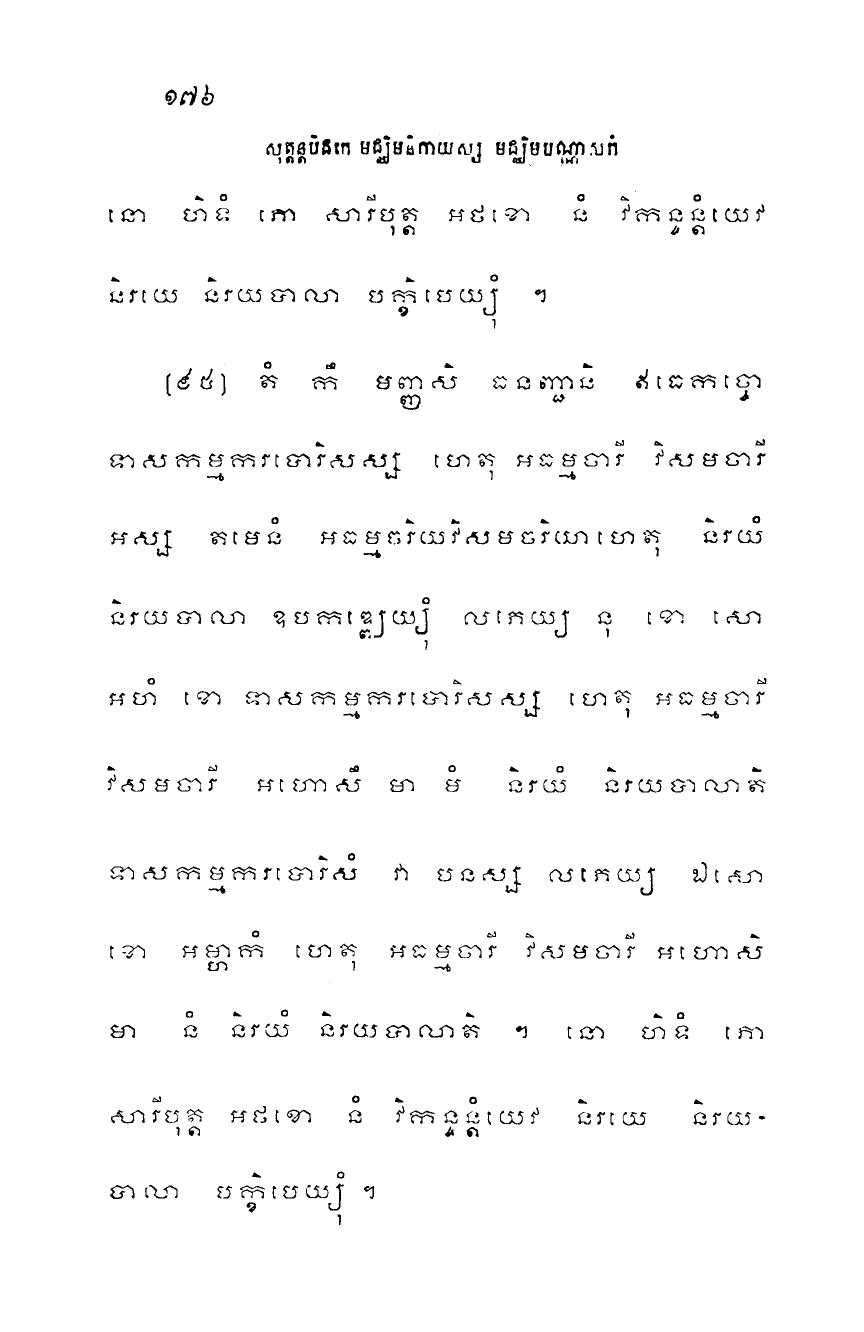 ១៧៦
សុត្តន្តបិដកេ មជ្ឈិមនិកាយស្ស មជ្ឈិមបណ្ណាសកំ
នោ ហិទំ ភោ សារីបុត្ត អថខោ នំ វិកន្ទន្តំយេវ
និរយេ និរយបាលា បក្ខិបេយ្យុំ ។
(៩៥) តំ កឹ មញ្ញសិ ធនញ្ជានិ ឥធេកច្ចោ
ទាសកម្មករបោរិសស្ស ហេតុ អធម្មចារី វិសមចារី
អស្ស តមេនំ អធម្មចរិយវិសមចរិយាហេតុ និរយំ
និរយបាលា ឧបកឌ្ឍេយ្យុំ លភេយ្យ នុ ខោ សោ
អហំ ខោ ទាសកម្មករបោរិសស្ស ហេតុ អធម្មចារី
វិសមចារី អហោសឹ មា មំ និរយំ និរយបាលាតិ
ទាសកម្មករបោរិសំ វា បនស្ស លភេយ្យ ឯសោ
ខោ អម្ហាកំ ហេតុ អធម្មចារី វិសមចារី អហោសិ
មា នំ និរយំ និរយបាលាតិ ។ នោ ហិទំ ភោ
សារីបុត្ត អថខោ នំ វិកន្ទន្តំយេវ និរយេ និរយ-
បាលា បក្ខិបេយ្យុំ ។